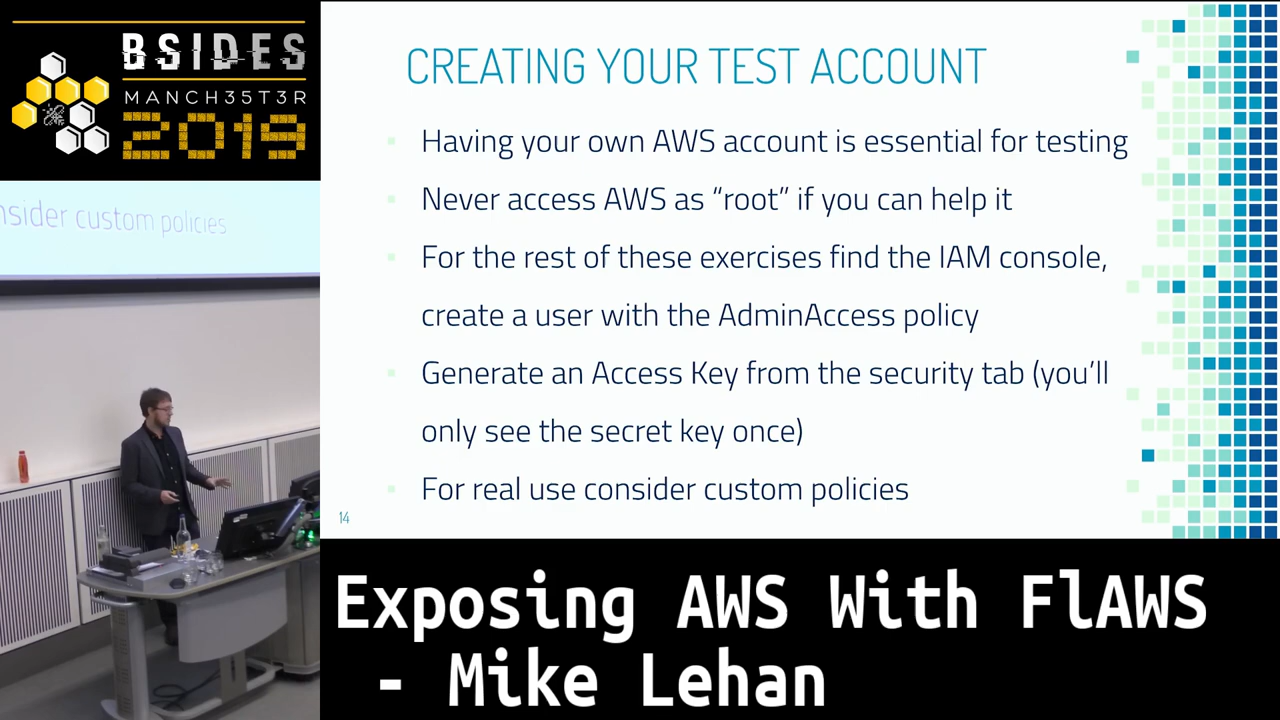 BSIDES
MANCH35T3R
2019
nsider custom policies
CREATING YOUR TEST ACCOUNT
Having your own AWS account is essential for testing
Never access AWS as “root” if you can help it
For the rest of these exercises find the IAM console,
create a user with the AdminAccess policy
Generate an Access Key from the security tab (you’ll
only see the secret key once)
For real use consider custom policies
14
Exposing AWS With FlAWS
- Mike Lehan